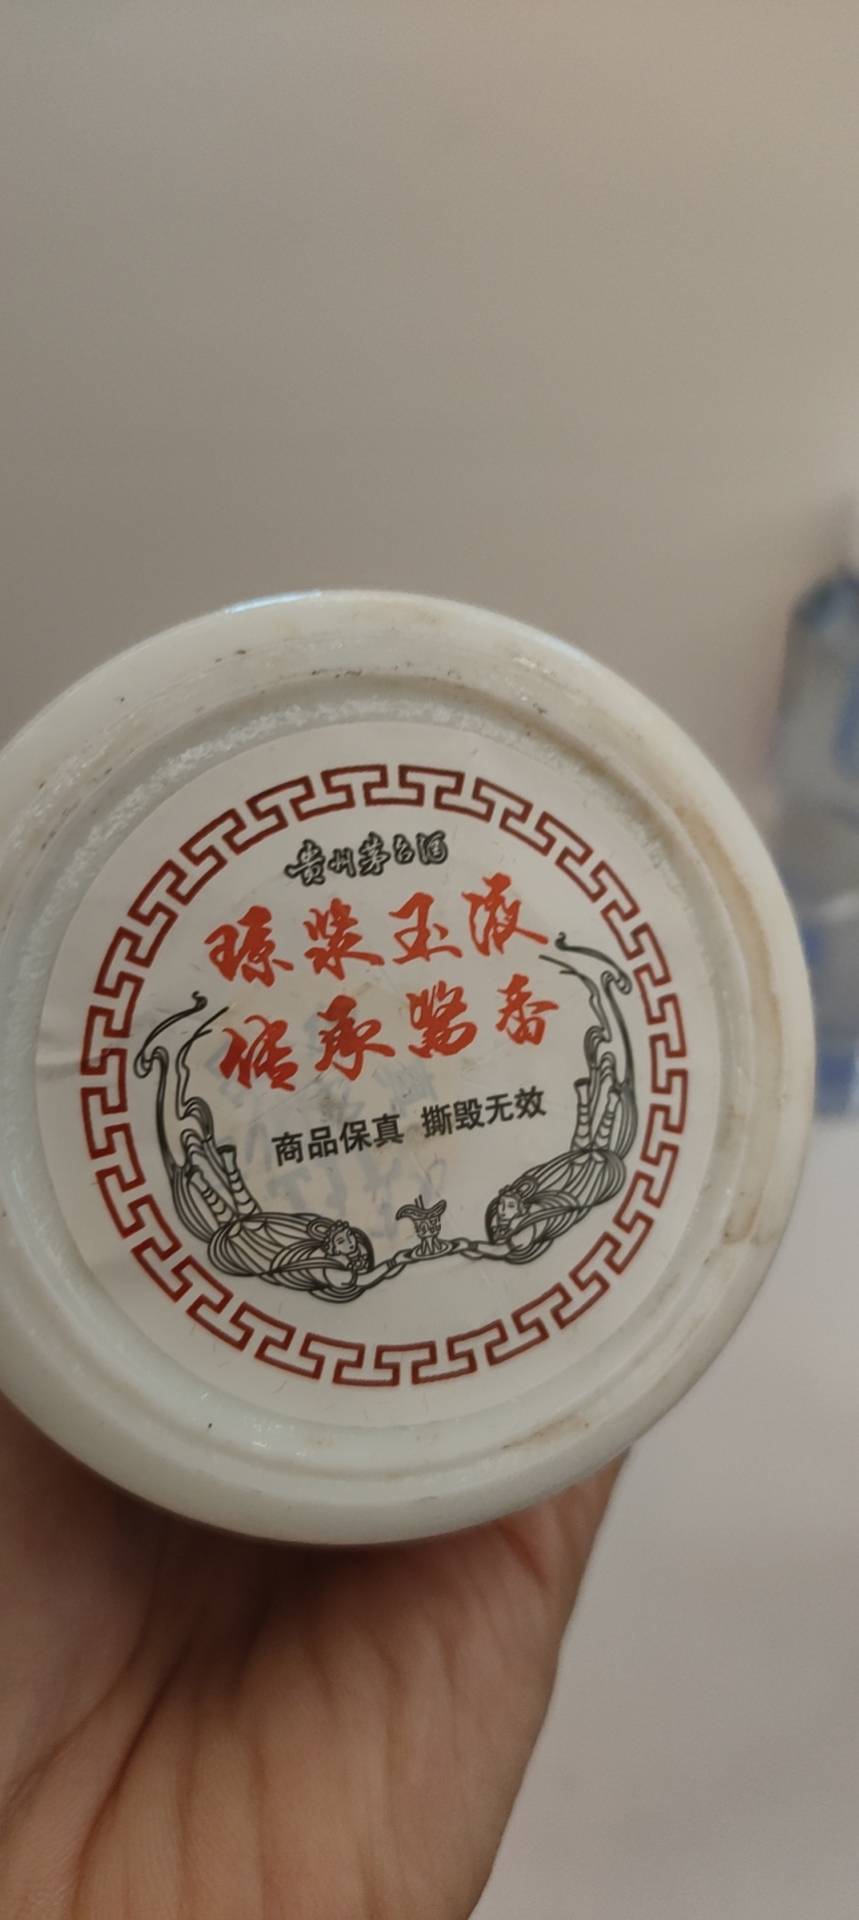 贵州茅台酒
琼浆玉液
传承酱香
商品保真 撕毁无效